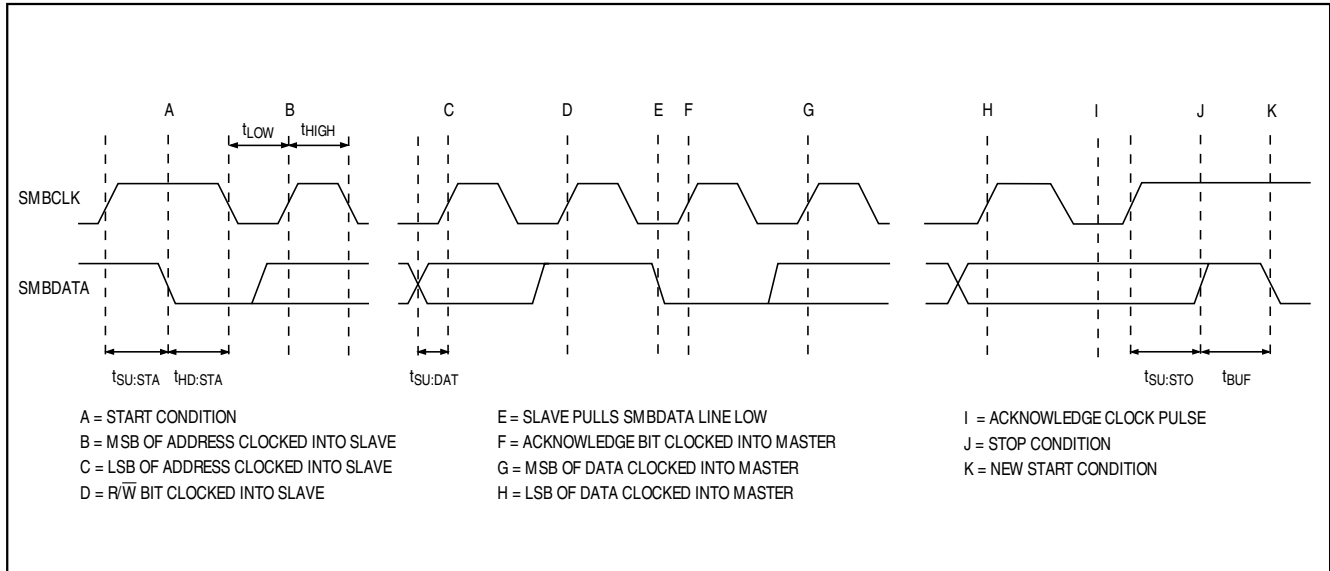 A B C D E F G H I J K
tLOW tHIGH
SMBCLK
SMBDATA
tSU:STA tHD:STA tSU:DAT tSU:STO tBUF
A = START CONDITION
B = MSB OF ADDRESS CLOCKED INTO SLAVE
C = LSB OF ADDRESS CLOCKED INTO SLAVE
D = R/W̅ BIT CLOCKED INTO SLAVE
E = SLAVE PULLS SMBDATA LINE LOW
F = ACKNOWLEDGE BIT CLOCKED INTO MASTER
G = MSB OF DATA CLOCKED INTO MASTER
H = LSB OF DATA CLOCKED INTO MASTER
I = ACKNOWLEDGE CLOCK PULSE
J = STOP CONDITION
K = NEW START CONDITION